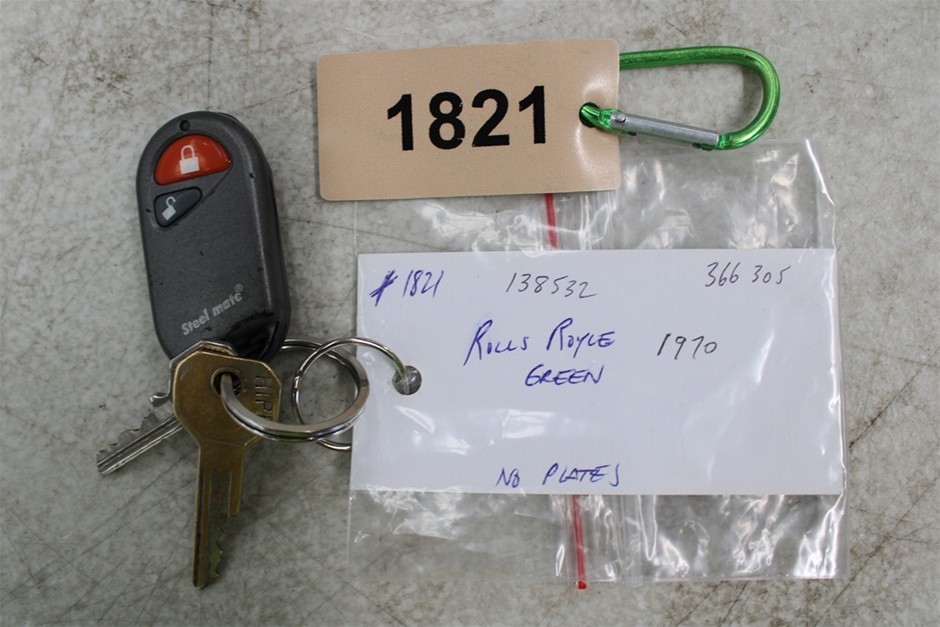 1821
# 1821 138532 366 305
ROLLS ROYCE 1970
GREEN
NO PLATES
Steel mate®